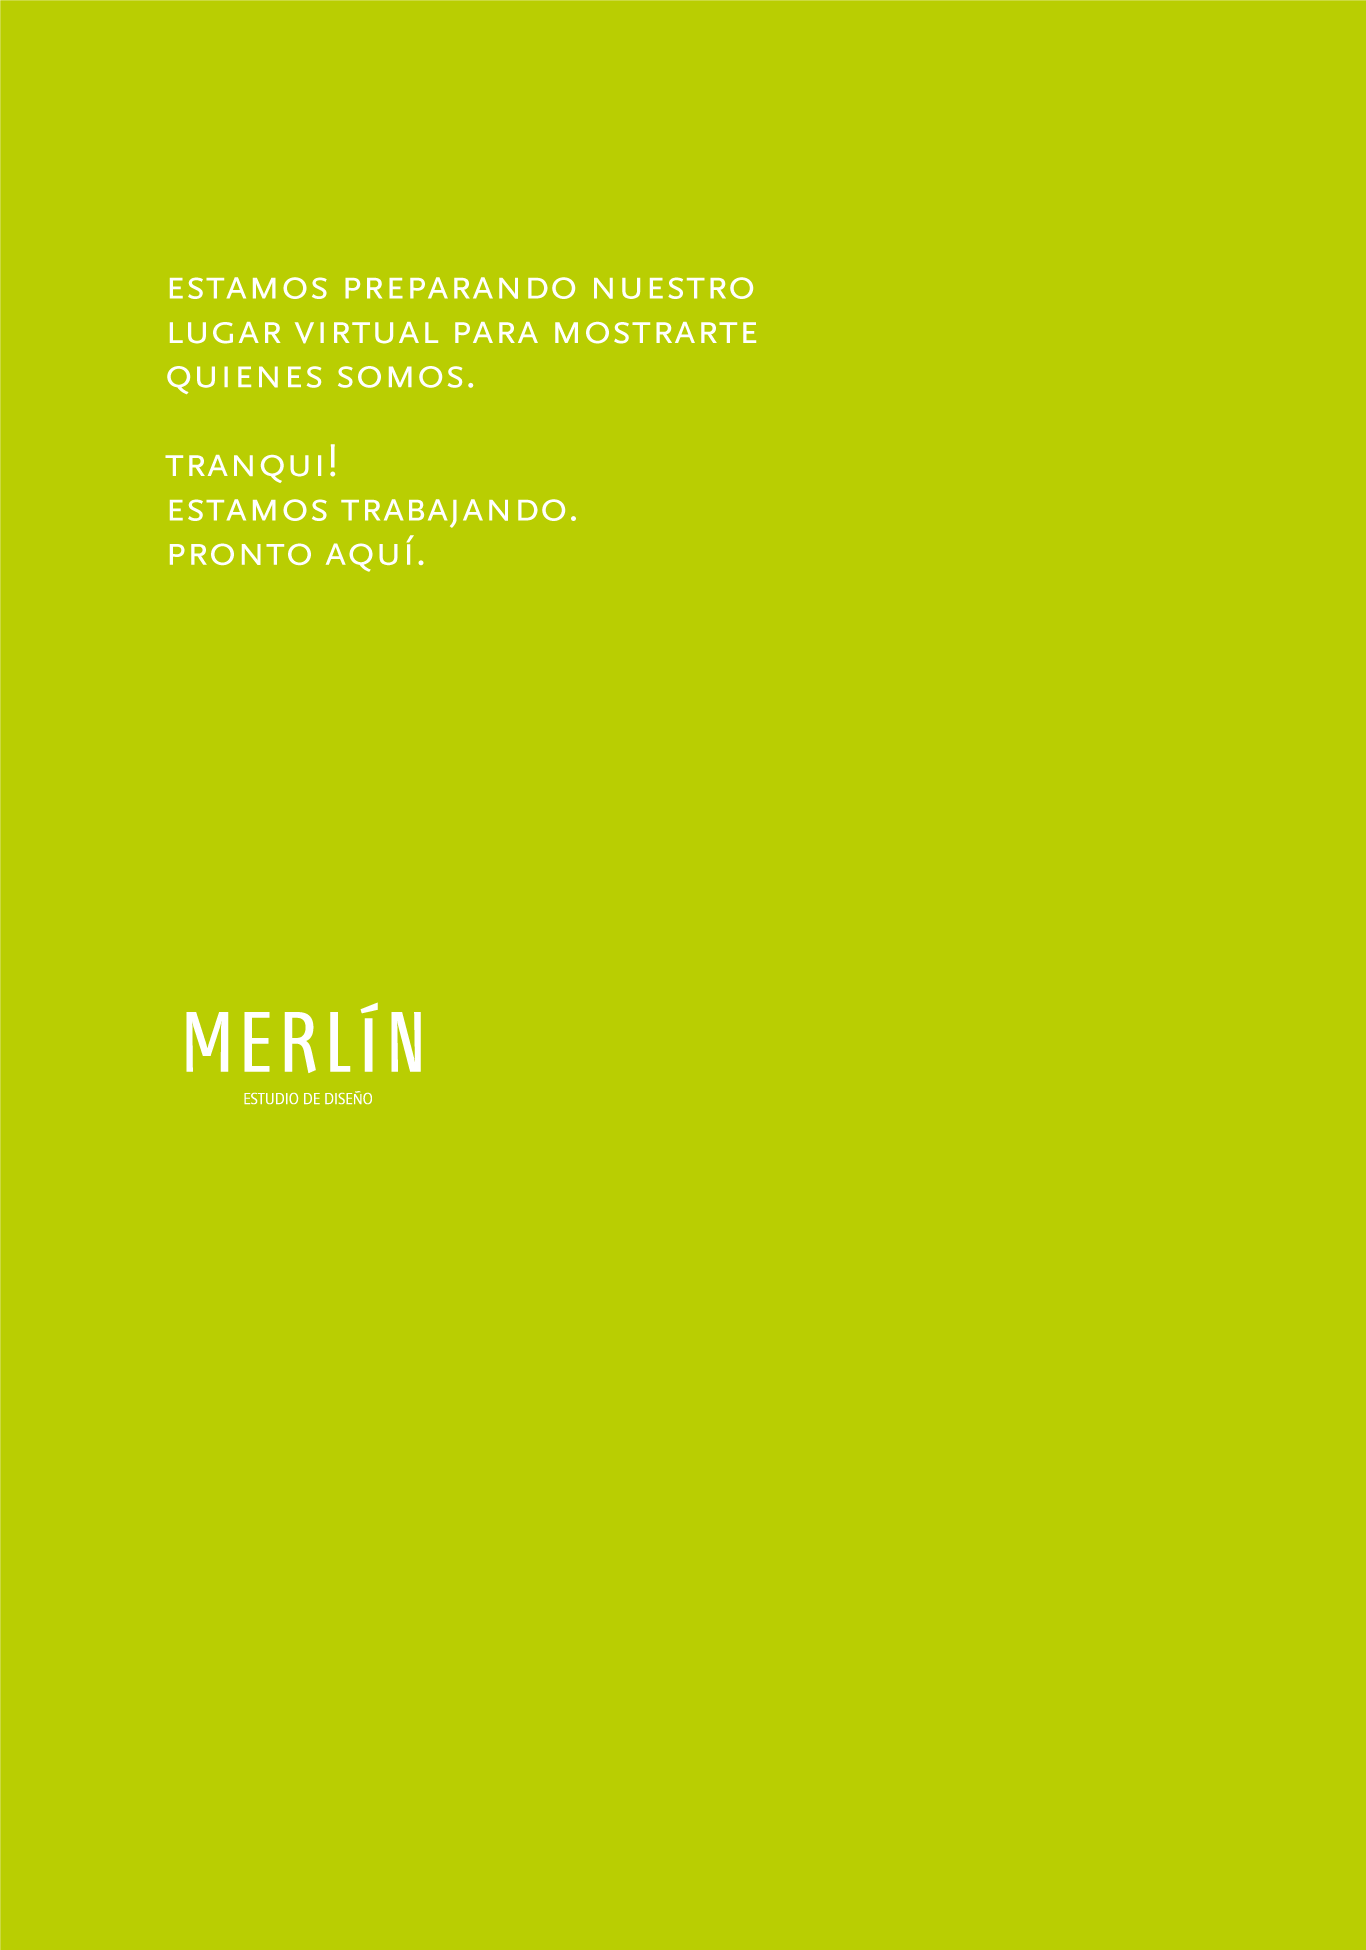 ESTAMOS PREPARANDO NUESTRO
LUGAR VIRTUAL PARA MOSTRARTE
QUIENES SOMOS.
TRANQUI!
ESTAMOS TRABAJANDO.
PRONTO AQUÍ.
MERLÍN
ESTUDIO DE DISEÑO